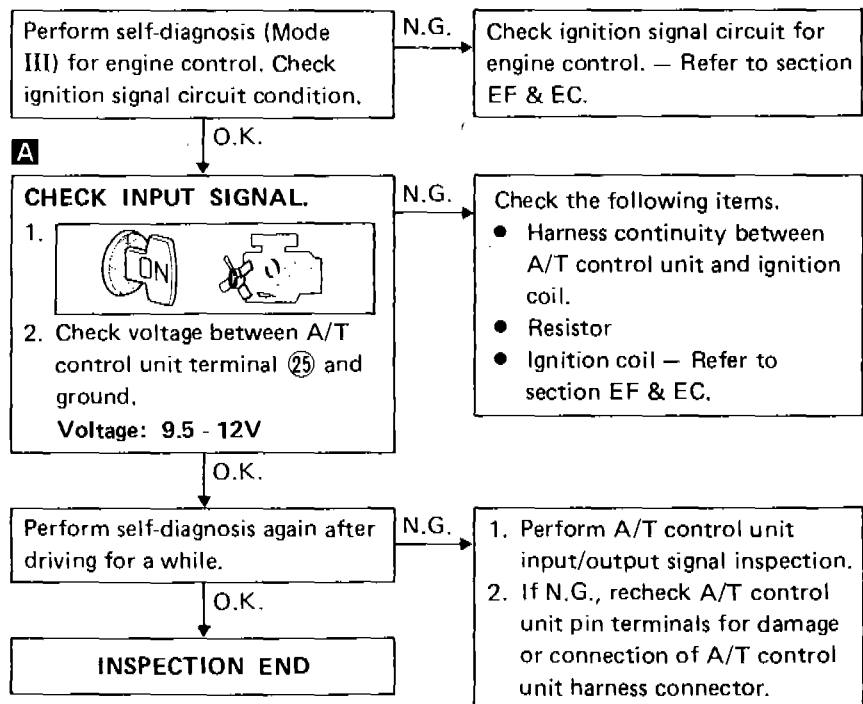 Perform self-diagnosis (Mode
III) for engine control. Check
ignition signal circuit condition.
N.G.
Check ignition signal circuit for
engine control. — Refer to section
EF & EC.
O.K.
A
CHECK INPUT SIGNAL.
1.
ON
2. Check voltage between A/T
control unit terminal ㉕ and
ground.
Voltage: 9.5 - 12V
N.G.
Check the following items.
● Harness continuity between
A/T control unit and ignition
coil.
● Resistor
● Ignition coil — Refer to
section EF & EC.
O.K.
Perform self-diagnosis again after
driving for a while.
N.G.
1. Perform A/T control unit
input/output signal inspection.
2. If N.G., recheck A/T control
unit pin terminals for damage
or connection of A/T control
unit harness connector.
O.K.
INSPECTION END